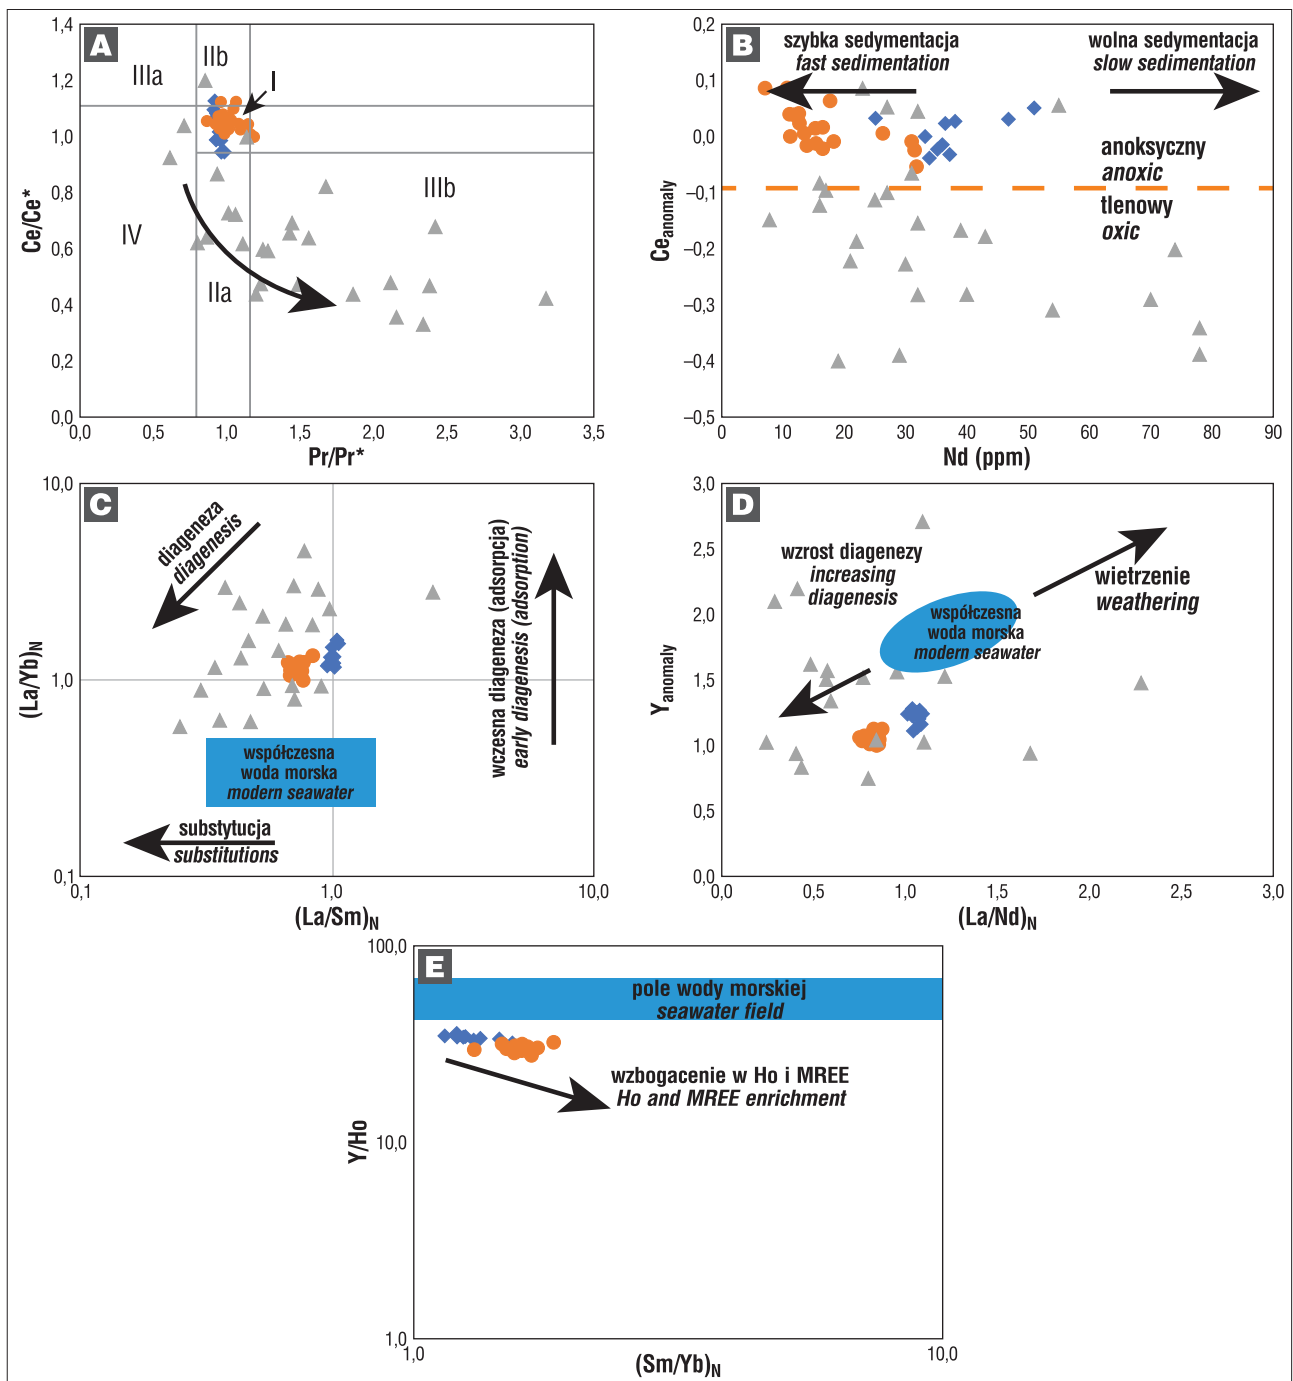 A
1,4
1,2
1,0
0,8
0,6
0,4
0,2
0,0
Ce/Ce*
IIIa
IIb
I
IIIb
IV
IIa
0,0 0,5 1,0 1,5 2,0 2,5 3,0 3,5
Pr/Pr*
B
0,2
0,1
0,0
–0,1
–0,2
–0,3
–0,4
–0,5
Ce anomaly
szybka sedymentacja
fast sedimentation
wolna sedymentacja
slow sedimentation
anoksyczny
anoxic
tlenowy
oxic
0 10 20 30 40 50 60 70 80 90
Nd (ppm)
C
10,0
1,0
0,1
(La/Yb)N
diageneza
diagenesis
wczesna diageneza (adsorpcja)
early diagenesis (adsorption)
współczesna
woda morska
modern seawater
substytucja
substitutions
0,1 1,0 10,0
(La/Sm)N
D
3,0
2,5
2,0
1,5
1,0
0,5
0,0
Y anomaly
wzrost diagenezy
increasing
diagenesis
współczesna
woda morska
modern seawater
wietrzenie
weathering
0,0 0,5 1,0 1,5 2,0 2,5 3,0
(La/Nd)N
E
100,0
10,0
1,0
Y/Ho
pole wody morskiej
seawater field
wzbogacenie w Ho i MREE
Ho and MREE enrichment
1,0 10,0
(Sm/Yb)N